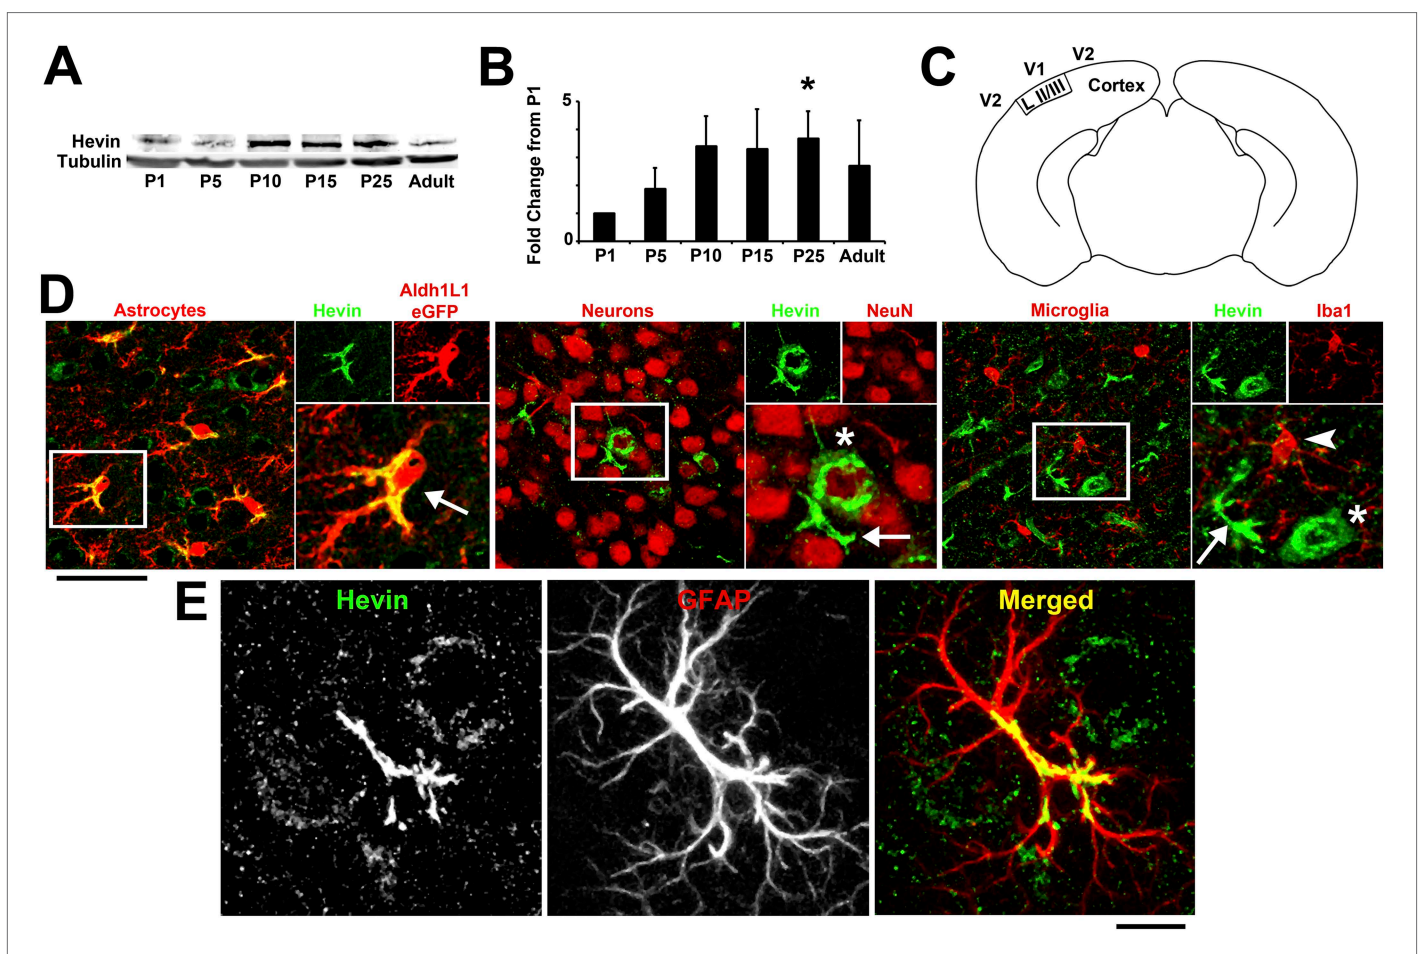 A
Hevin
Tubulin
P1 P5 P10 P15 P25 Adult
B
Fold Change from P1
5
*
0
P1 P5 P10 P15 P25 Adult
C
V2
V1
V2
L II/III
Cortex
D
Astrocytes
Hevin
Aldh1L1
eGFP
Neurons
Hevin
NeuN
*
Microglia
Hevin
Iba1
*
E
Hevin
GFAP
Merged